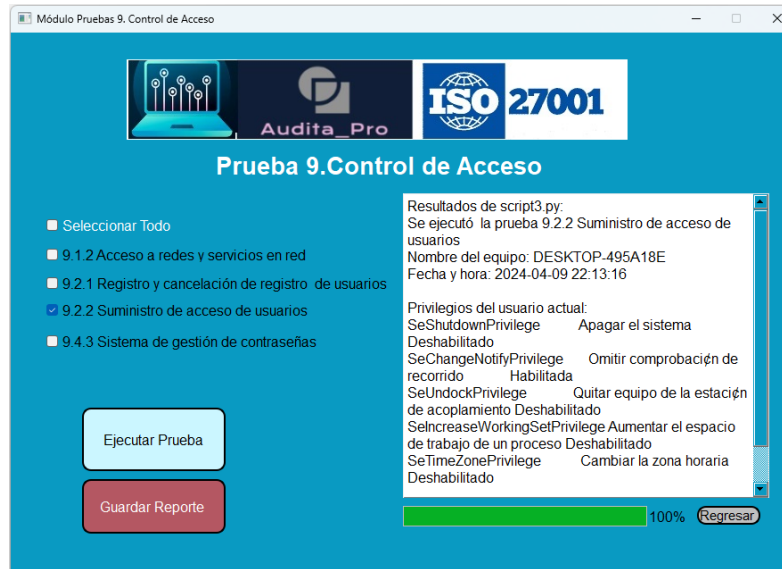 Módulo Pruebas 9. Control de Acceso
Audita_Pro
ISO 27001
Prueba 9.Control de Acceso
Seleccionar Todo
9.1.2 Acceso a redes y servicios en red
9.2.1 Registro y cancelación de registro de usuarios
9.2.2 Suministro de acceso de usuarios
9.4.3 Sistema de gestión de contraseñas
Ejecutar Prueba
Guardar Reporte
Resultados de script3.py:
Se ejecutó la prueba 9.2.2 Suministro de acceso de
usuarios
Nombre del equipo: DESKTOP-495A18E
Fecha y hora: 2024-04-09 22:13:16
Privilegios del usuario actual:
SeShutdownPrivilege Apagar el sistema
Deshabilitado
SeChangeNotifyPrivilege Omitir comprobaci¢n de
recorrido Habilitada
SeUndockPrivilege Quitar equipo de la estaci¢n
de acoplamiento Deshabilitado
SeIncreaseWorkingSetPrivilege Aumentar el espacio
de trabajo de un proceso Deshabilitado
SeTimeZonePrivilege Cambiar la zona horaria
Deshabilitado
100%
Regresar